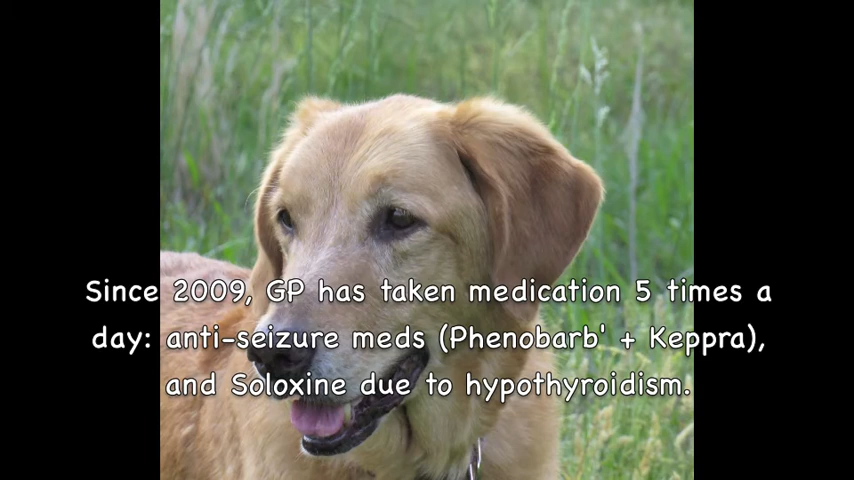 Since 2009, GP has taken medication 5 times a
day: anti-seizure meds (Phenobarb' + Keppra),
and Soloxine due to hypothyroidism.